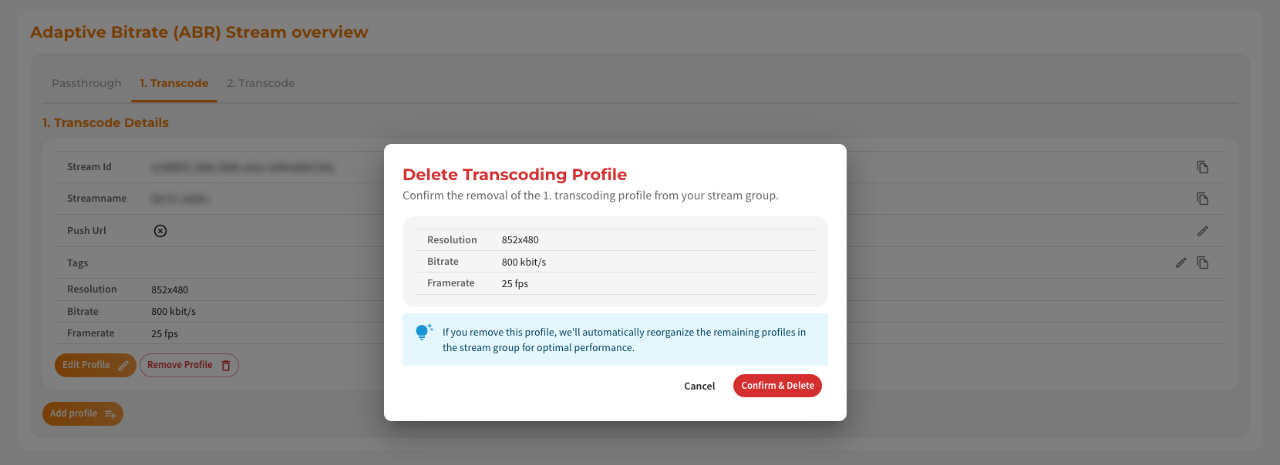 Adaptive Bitrate (ABR) Stream overview
Passthrough 1. Transcode 2. Transcode
1. Transcode Details
Stream Id
Streamname
Push Url
Tags
Resolution 852x480
Bitrate 800 kbit/s
Framerate 25 fps
Edit Profile Remove Profile
Add profile
Delete Transcoding Profile
Confirm the removal of the 1. transcoding profile from your stream group.
Resolution 852x480
Bitrate 800 kbit/s
Framerate 25 fps
If you remove this profile, we'll automatically reorganize the remaining profiles in
the stream group for optimal performance.
Cancel Confirm & Delete